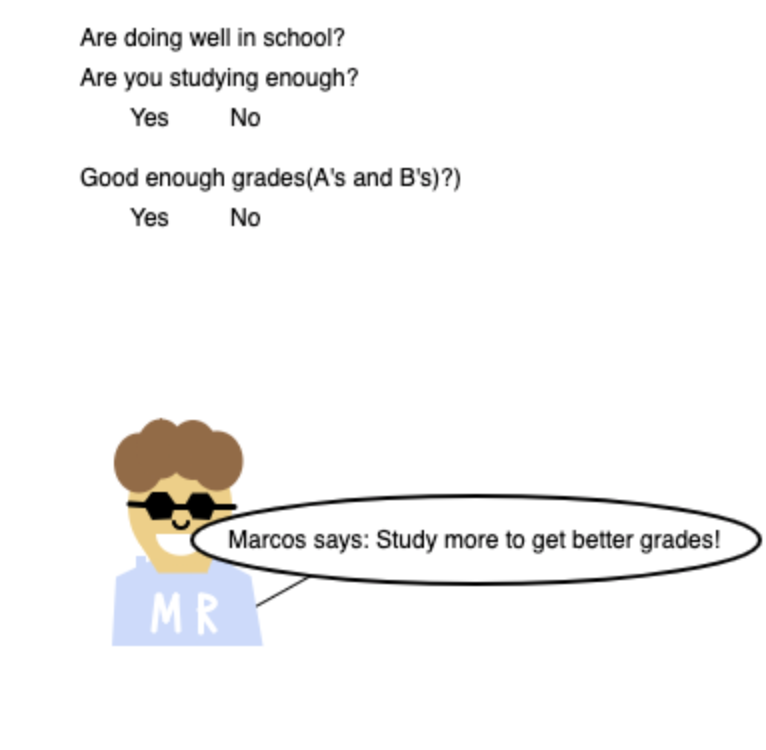 Are doing well in school?
Are you studying enough?
Yes No
Good enough grades(A's and B's)?)
Yes No
Marcos says: Study more to get better grades!
M R